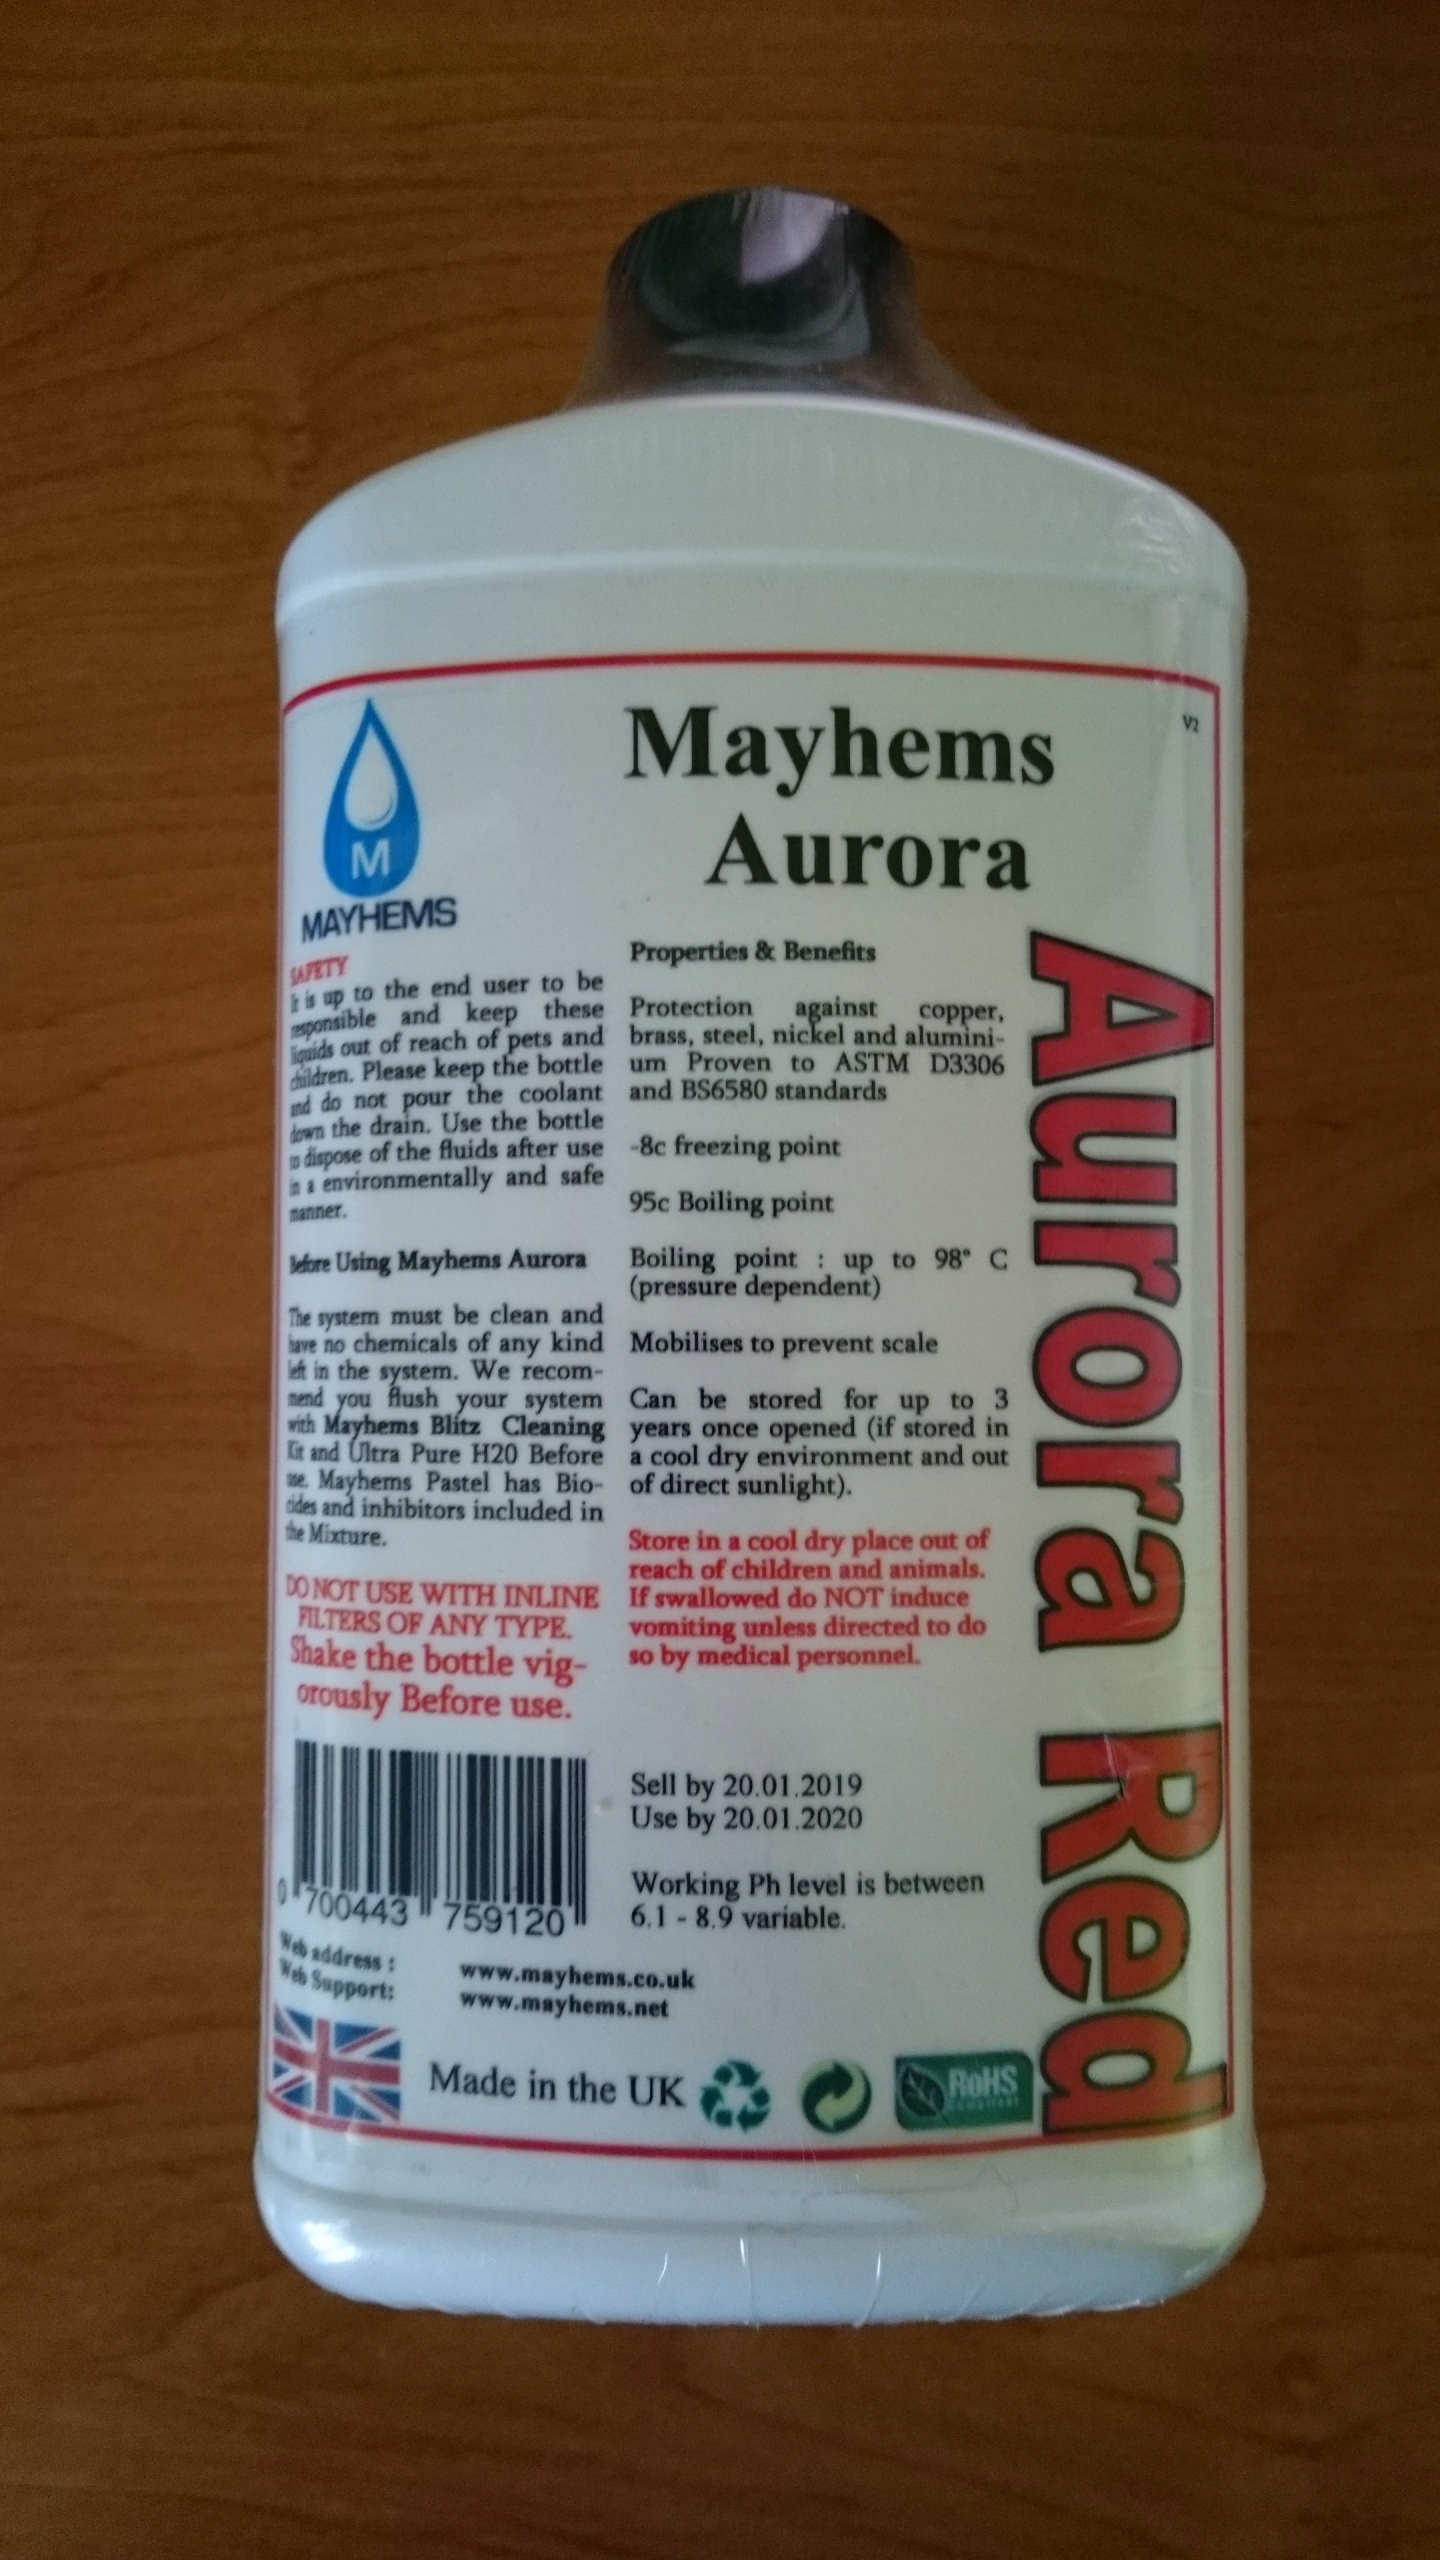 Mayhems
Aurora
V2
M
MAYHEMS
SAFETY
It is up to the end user to be
responsible and keep these
liquids out of reach of pets and
children. Please keep the bottle
and do not pour the coolant
down the drain. Use the bottle
to dispose of the fluids after use
in a environmentally and safe
manner.
Before Using Mayhems Aurora
The system must be clean and
have no chemicals of any kind
left in the system. We recom-
mend you flush your system
with Mayhems Blitz Cleaning
Kit and Ultra Pure H20 Before
use. Mayhems Pastel has Bio-
cides and inhibitors included in
the Mixture.
DO NOT USE WITH INLINE
FILTERS OF ANY TYPE.
Shake the bottle vig-
orously Before use.
0 700443 759120
Properties & Benefits
Protection against copper,
brass, steel, nickel and alumini-
um Proven to ASTM D3306
and BS6580 standards
-8c freezing point
95c Boiling point
Boiling point : up to 98° C
(pressure dependent)
Mobilises to prevent scale
Can be stored for up to 3
years once opened (if stored in
a cool dry environment and out
of direct sunlight).
Store in a cool dry place out of
reach of children and animals.
If swallowed do NOT induce
vomiting unless directed to do
so by medical personnel.
Sell by 20.01.2019
Use by 20.01.2020
Working Ph level is between
6.1 - 8.9 variable.
Web address : www.mayhems.co.uk
Web Support: www.mayhems.net
Made in the UK
RoHS
Compliant
Aurora Red